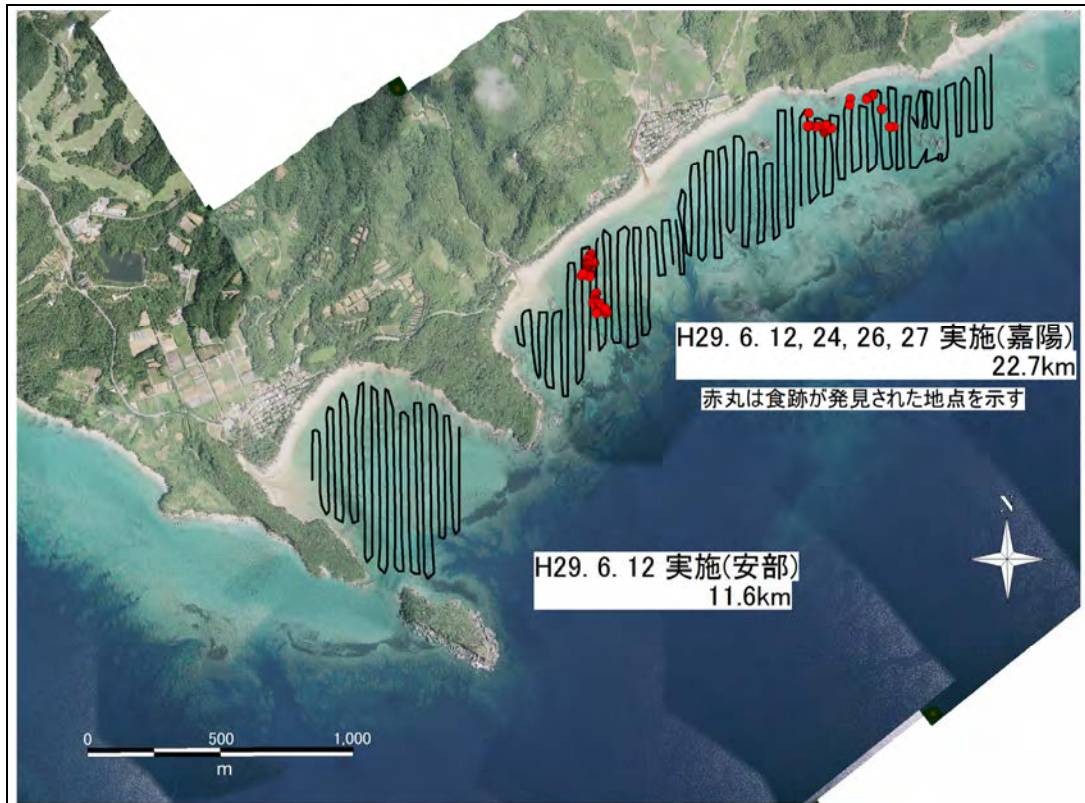 H29. 6. 12, 24, 26, 27 実施(嘉陽)
22.7km
赤丸は食跡が発見された地点を示す
H29. 6. 12 実施(安部)
11.6km
N
0 500 1,000
m